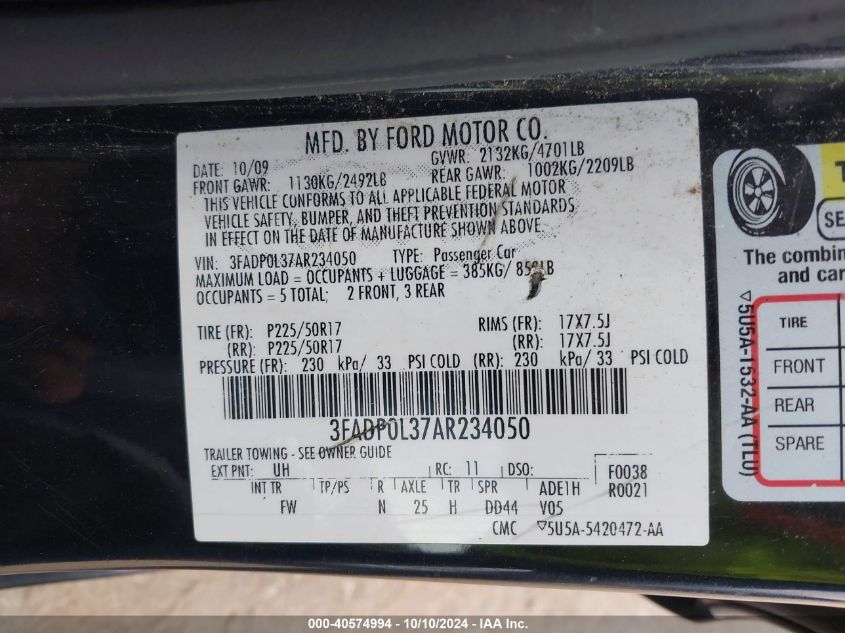 MFD. BY FORD MOTOR CO.
DATE: 10/09 GVWR: 2132KG/4701LB
FRONT GAWR: 1130KG/2492LB REAR GAWR: 1002KG/2209LB
THIS VEHICLE CONFORMS TO ALL APPLICABLE FEDERAL MOTOR
VEHICLE SAFETY, BUMPER, AND THEFT PREVENTION STANDARDS
IN EFFECT ON THE DATE OF MANUFACTURE SHOWN ABOVE.
VIN: 3FADP0L37AR234050 TYPE: Passenger Car
MAXIMUM LOAD = OCCUPANTS + LUGGAGE = 385KG/
OCCUPANTS = 5 TOTAL; 2 FRONT, 3 REAR
TIRE (FR): P225/50R17 RIMS (FR): 17X7.5J
(RR): P225/50R17 (RR): 17X7.5J
PRESSURE (FR): 230 kPa/ 33 PSI COLD (RR): 230 kPa/ 33 PSI COLD
3FADP0L37AR234050
TRAILER TOWING - SEE OWNER GUIDE
EXT PNT: UH RC: 11 DSO: F0038
INT TR TP/PS R AXLE TR SPR ADE1H R0021
FW N 25 H DD44 V05
CMC ▽5U5A-5420472-AA
The combin
and car
▽5U5A-1532-AA (TLU)
TIRE
FRONT
REAR
SPARE
000-40574994 - 10/10/2024 - IAA Inc.